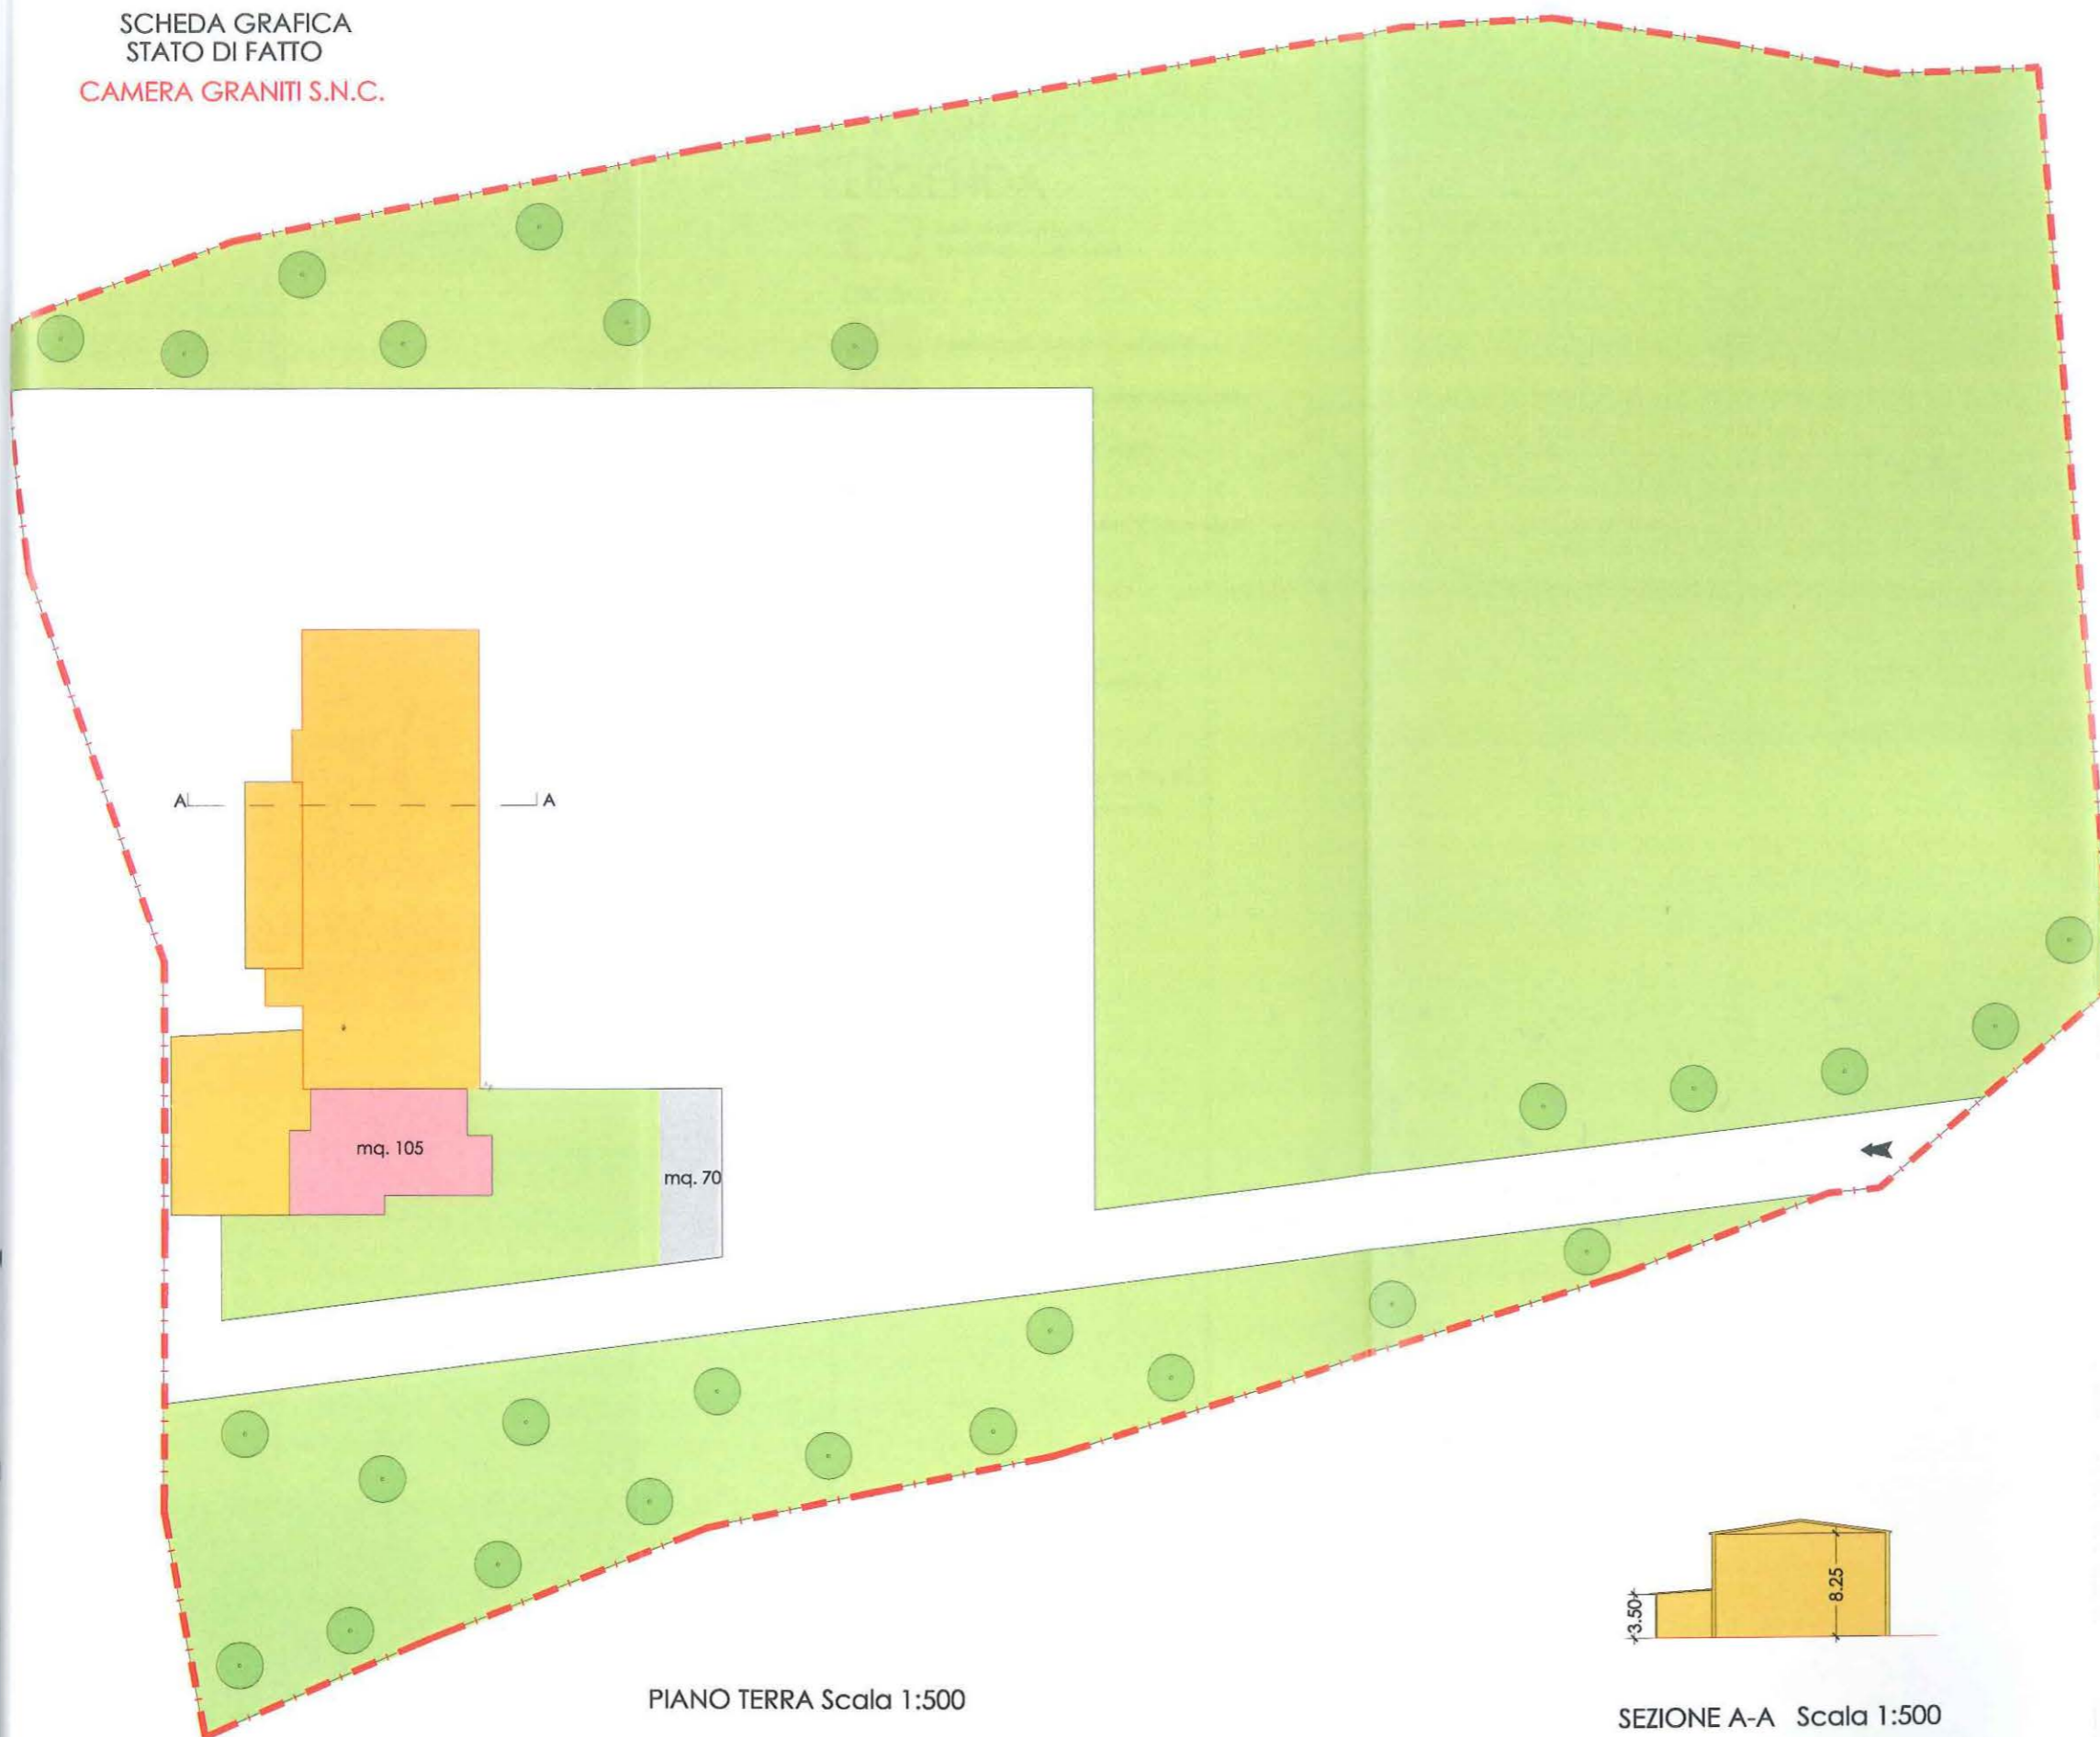 SCHEDA GRAFICA
STATO DI FATTO
CAMERA GRANITI S.N.C.
A
A
mq. 105
mq. 70
3.50
8.25
PIANO TERRA Scala 1:500
SEZIONE A-A Scala 1:500